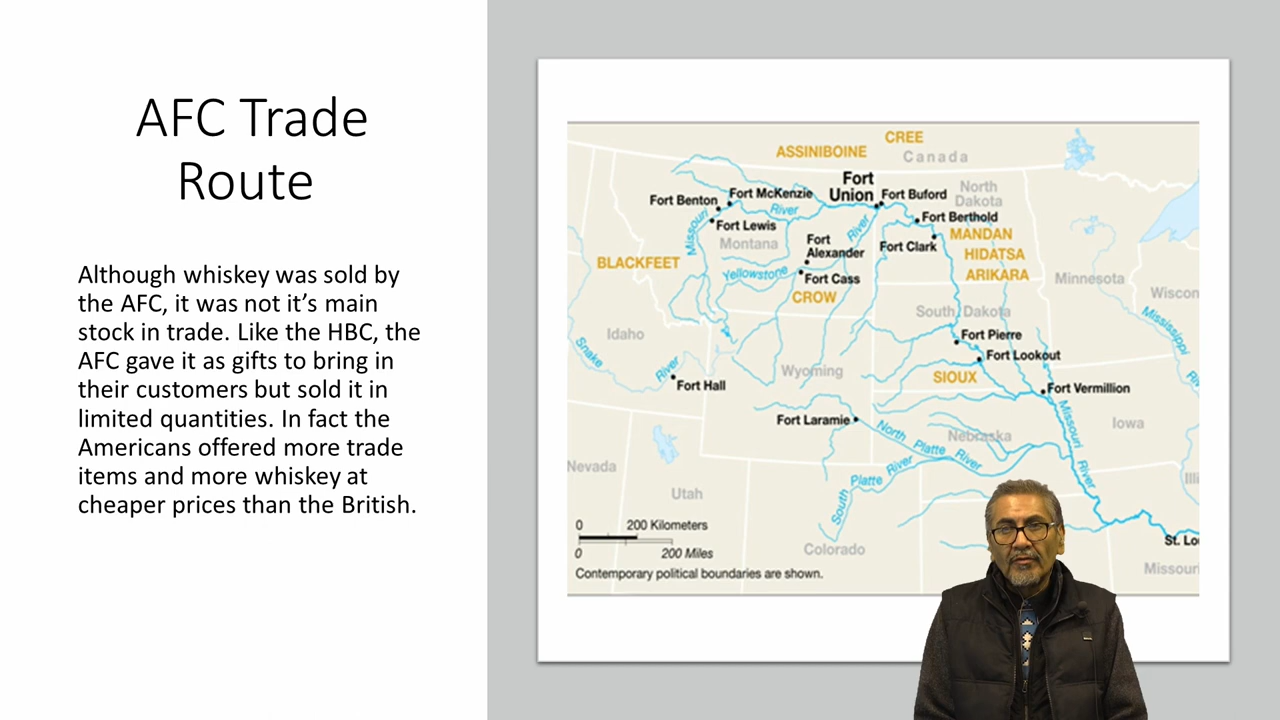 AFC Trade
Route
Although whiskey was sold by
the AFC, it was not it's main
stock in trade. Like the HBC, the
AFC gave it as gifts to bring in
their customers but sold it in
limited quantities. In fact the
Americans offered more trade
items and more whiskey at
cheaper prices than the British.
CREE
ASSINIBOINE
Canada
Fort
Union
Fort McKenzie
Fort Benton
Fort Buford
North
Dakota
River
Missouri
Fort Lewis
Fort Berthold
River
Montana
Fort
Alexander
Fort Clark
MANDAN
HIDATSA
ARIKARA
BLACKFEET
Yellowstone
Fort Cass
CROW
Minnesota
Wiscon
South Dakota
Mississippi
Idaho
Fort Pierre
Fort Lookout
Snake
River
Fort Hall
Wyoming
SIOUX
Fort Vermillion
Fort Laramie
North Platte River
Nebraska
Missouri River
Iowa
Nevada
Utah
South Platte River
0 200 Kilometers
0 200 Miles
Colorado
St. Lo
Missouri
Contemporary political boundaries are shown.